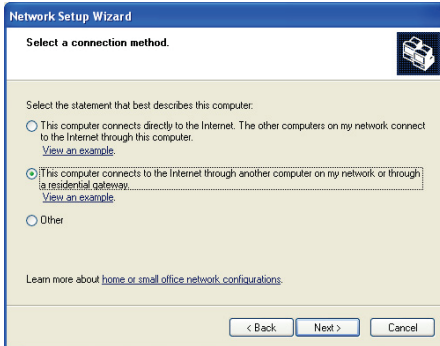 Network Setup Wizard
Select a connection method.
Select the statement that best describes this computer:
This computer connects directly to the Internet. The other computers on my network connect
to the Internet through this computer.
View an example.
This computer connects to the Internet through another computer on my network or through
a residential gateway.
View an example.
Other
Learn more about home or small office network configurations.
< Back
Next >
Cancel